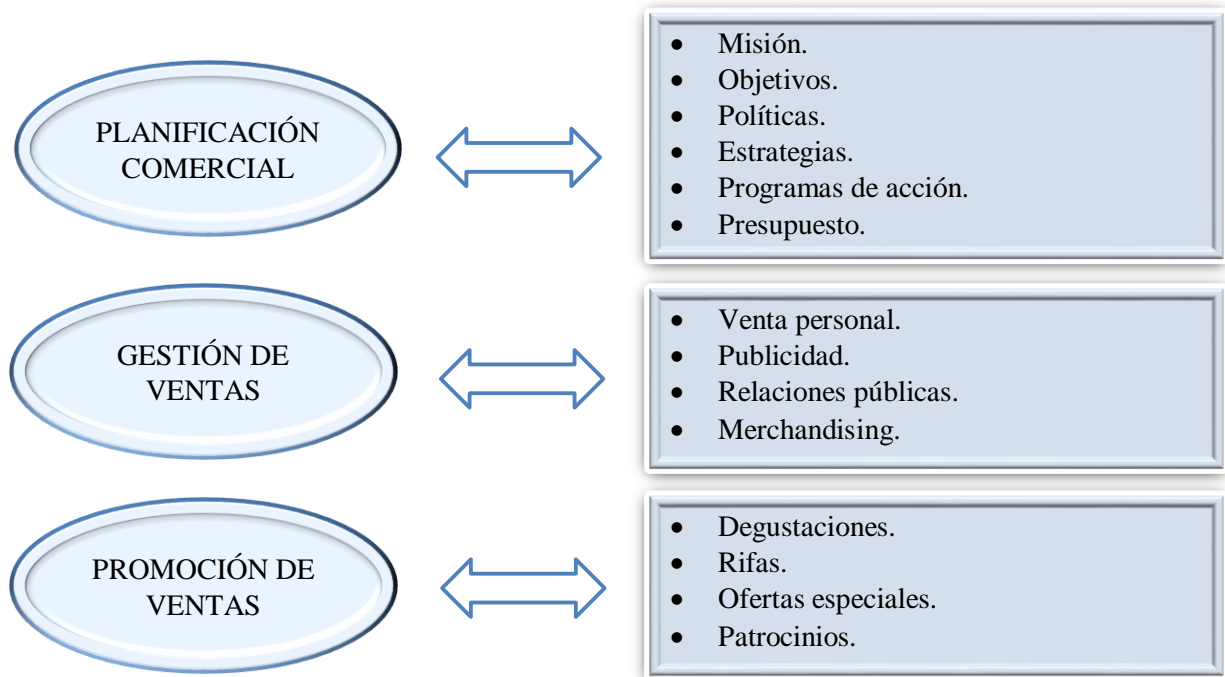 PLANIFICACIÓN
COMERCIAL
• Misión.
• Objetivos.
• Políticas.
• Estrategias.
• Programas de acción.
• Presupuesto.
GESTIÓN DE
VENTAS
• Venta personal.
• Publicidad.
• Relaciones públicas.
• Merchandising.
PROMOCIÓN DE
VENTAS
• Degustaciones.
• Rifas.
• Ofertas especiales.
• Patrocinios.